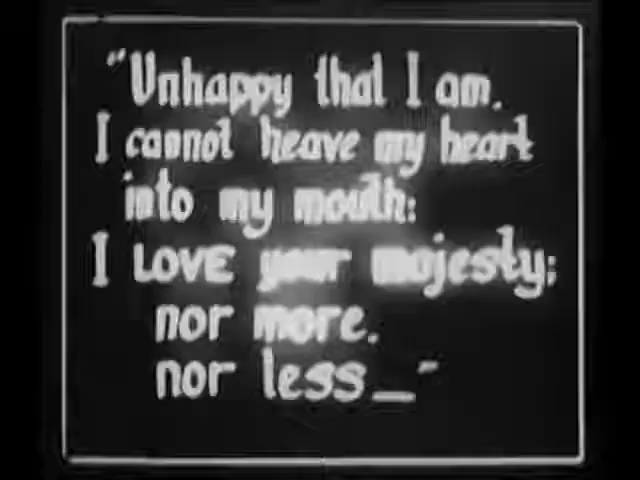 "Unhappy that I am.
I cannot heave my heart
into my mouth:
I LOVE your majesty;
nor more.
nor less_"